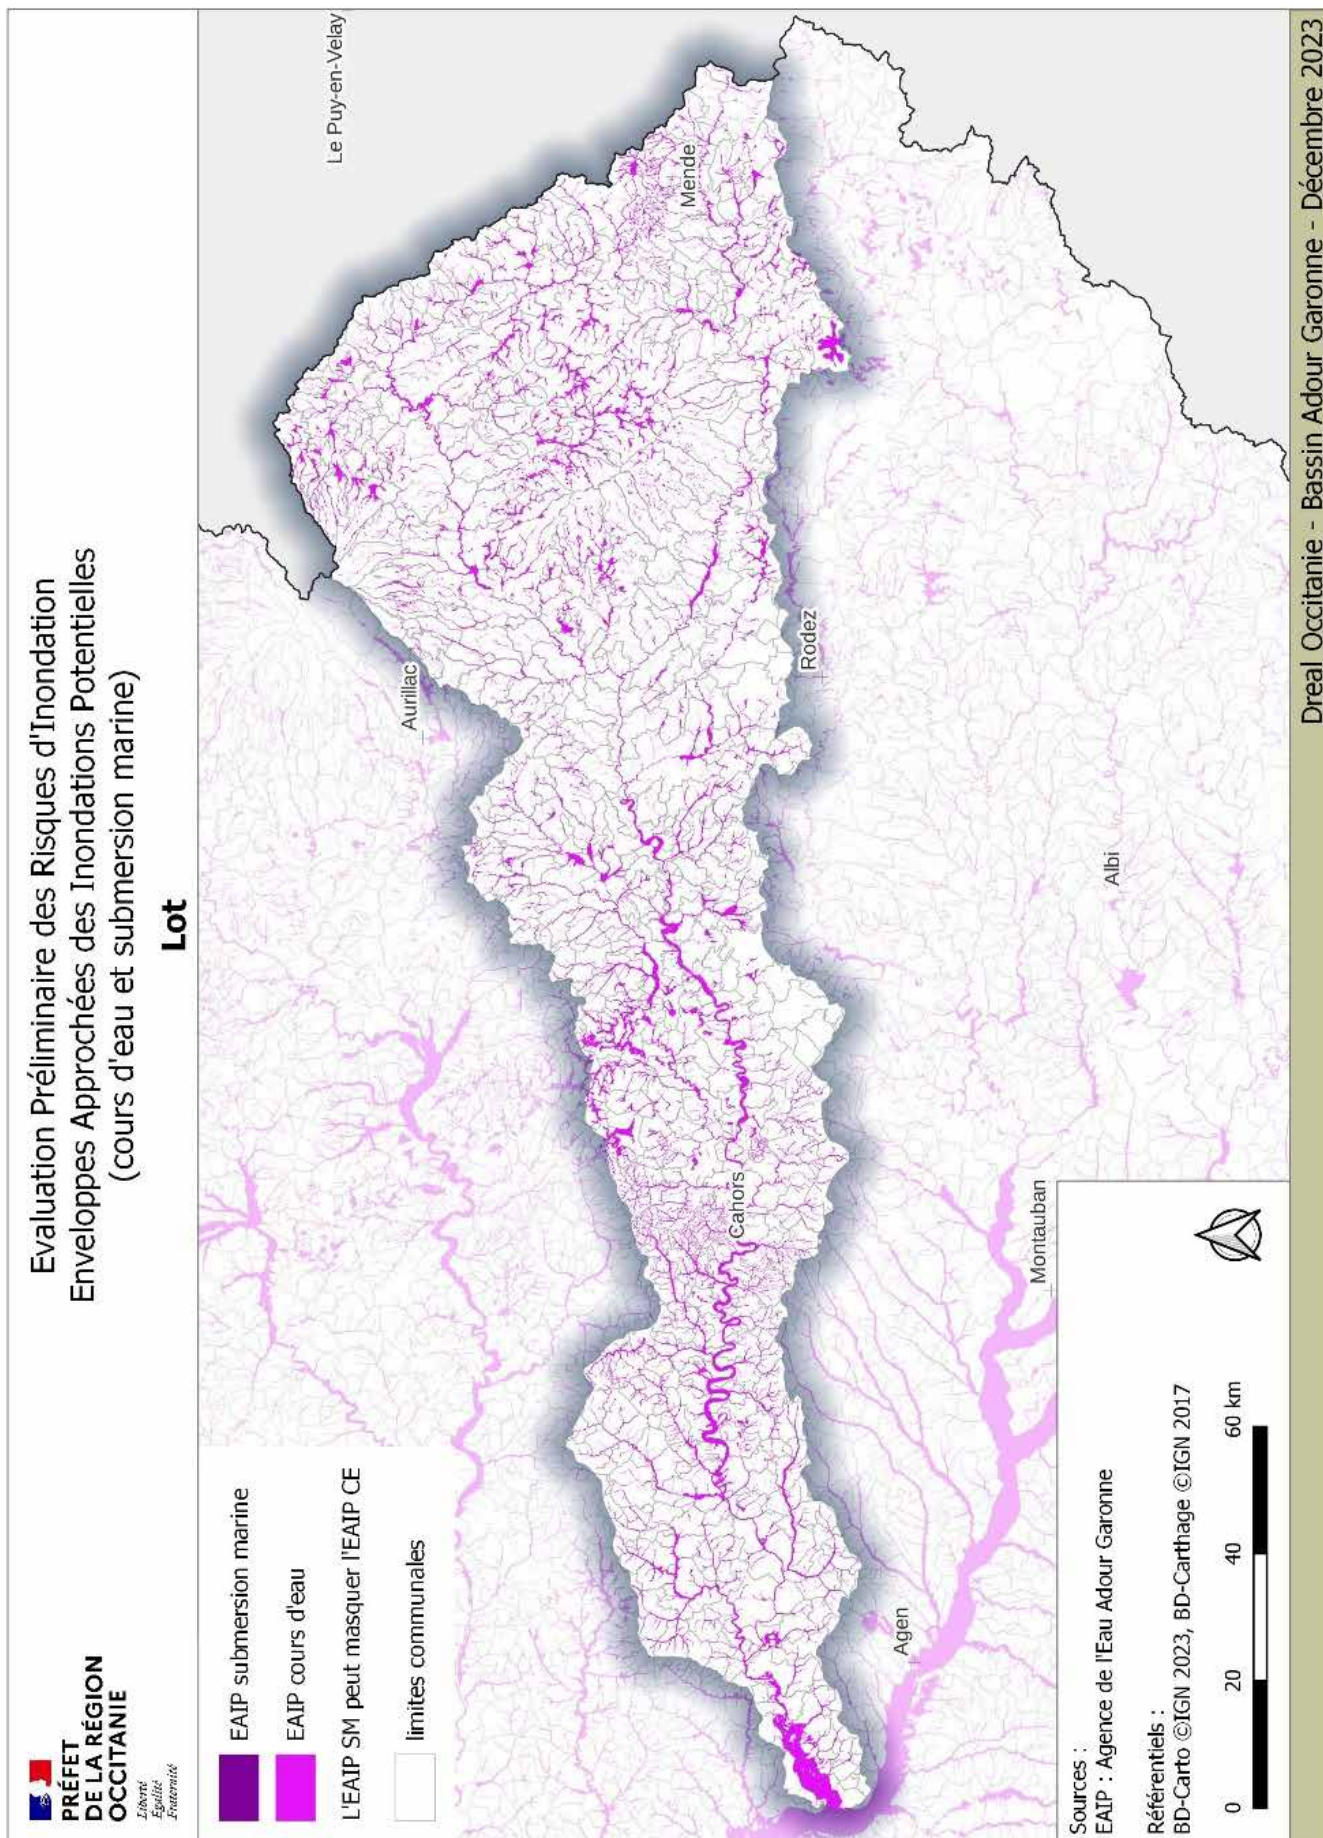 PRÉFET
DE LA RÉGION
OCCITANIE
Liberté
Égalité
Fraternité
Evaluation Préliminaire des Risques d'Inondation
Enveloppes Approchées des Inondations Potentielles
(cours d'eau et submersion marine)
Lot
EAIP submersion marine
EAIP cours d'eau
L'EAIP SM peut masquer l'EAIP CE
limites communales
Le Puy-en-Velay
Aurillac
Mende
Rodez
Cahors
Albi
Agen
Montauban
Sources :
EAIP : Agence de l'Eau Adour Garonne
Référentiels :
BD-Carto ©IGN 2023, BD-Carthage ©IGN 2017
0 20 40 60 km
Dreal Occitanie - Bassin Adour Garonne - Décembre 2023